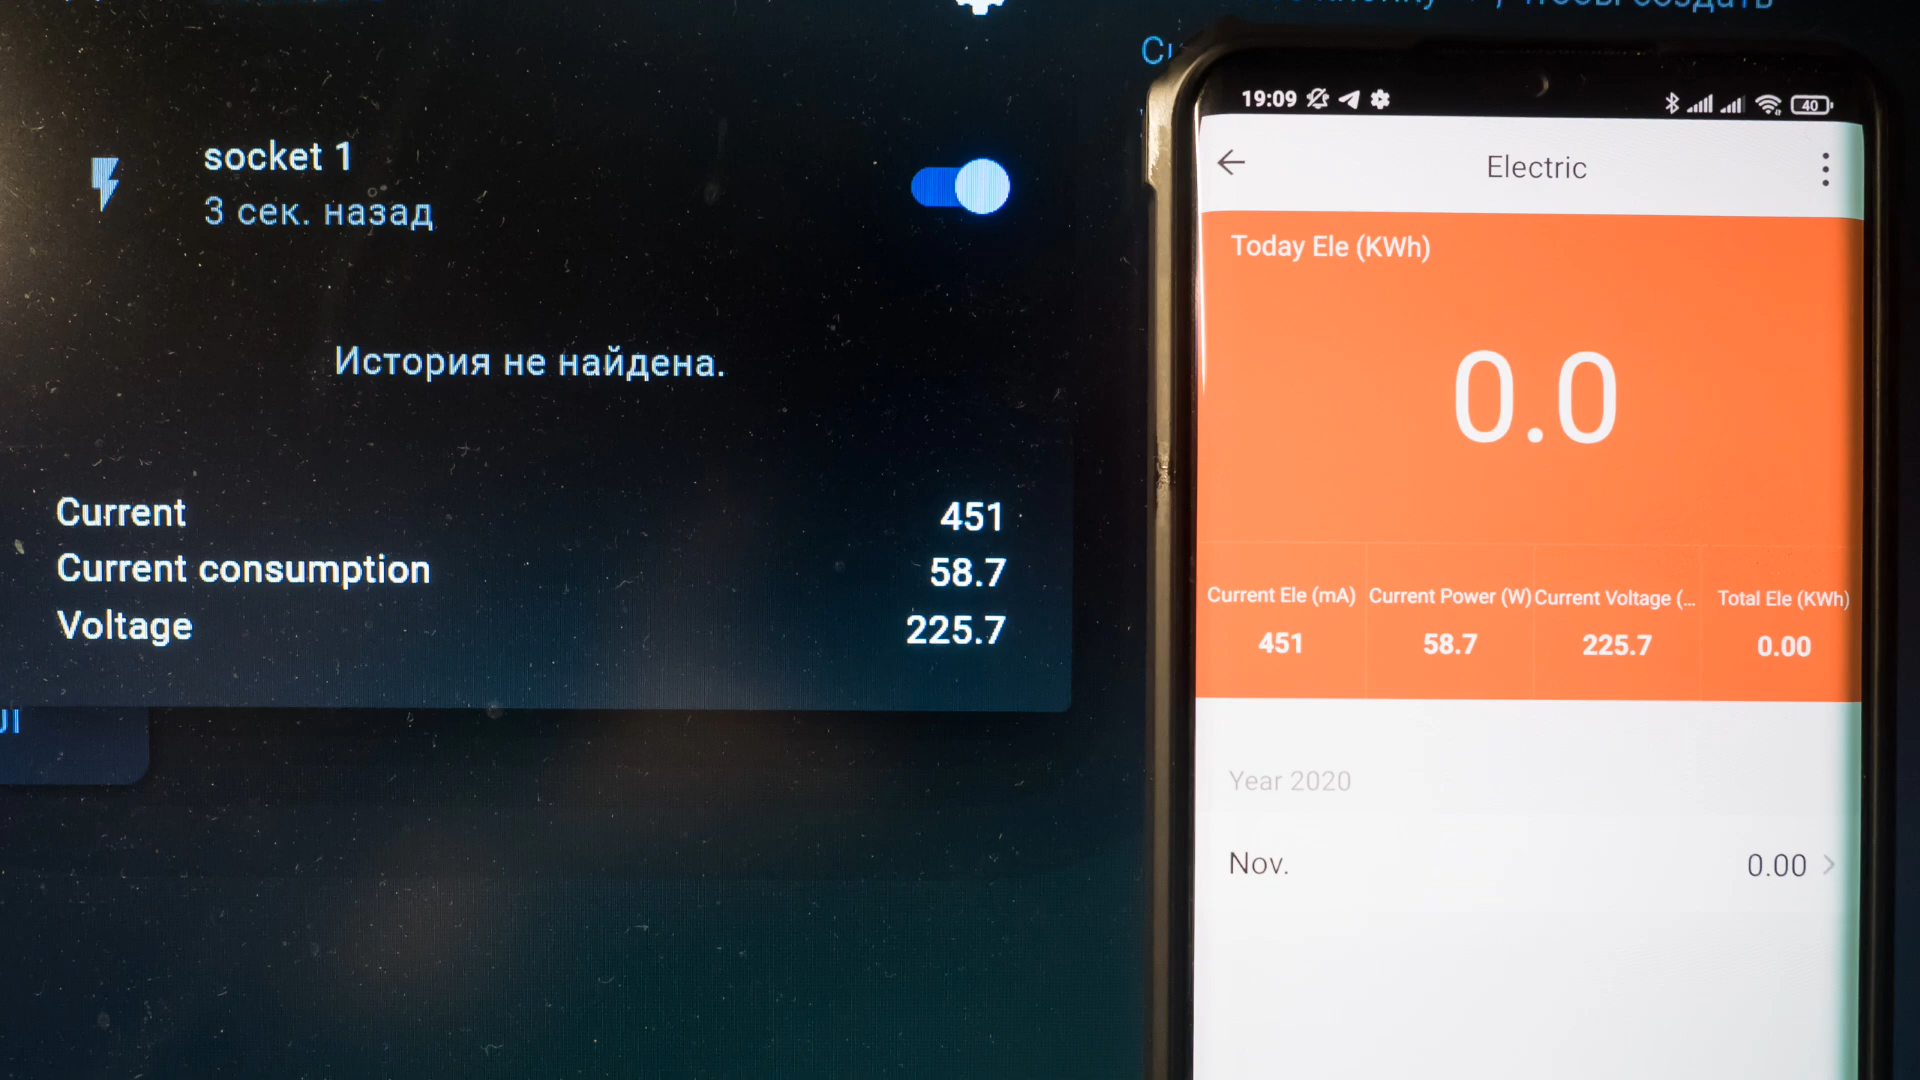 socket 1
3 сек. назад
История не найдена.
Current 451
Current consumption 58.7
Voltage 225.7
чтобы создать
19:09 40
Electric
Today Ele (KWh)
0.0
Current Ele (mA) Current Power (W) Current Voltage (... Total Ele (KWh)
451 58.7 225.7 0.00
Year 2020
Nov. 0.00